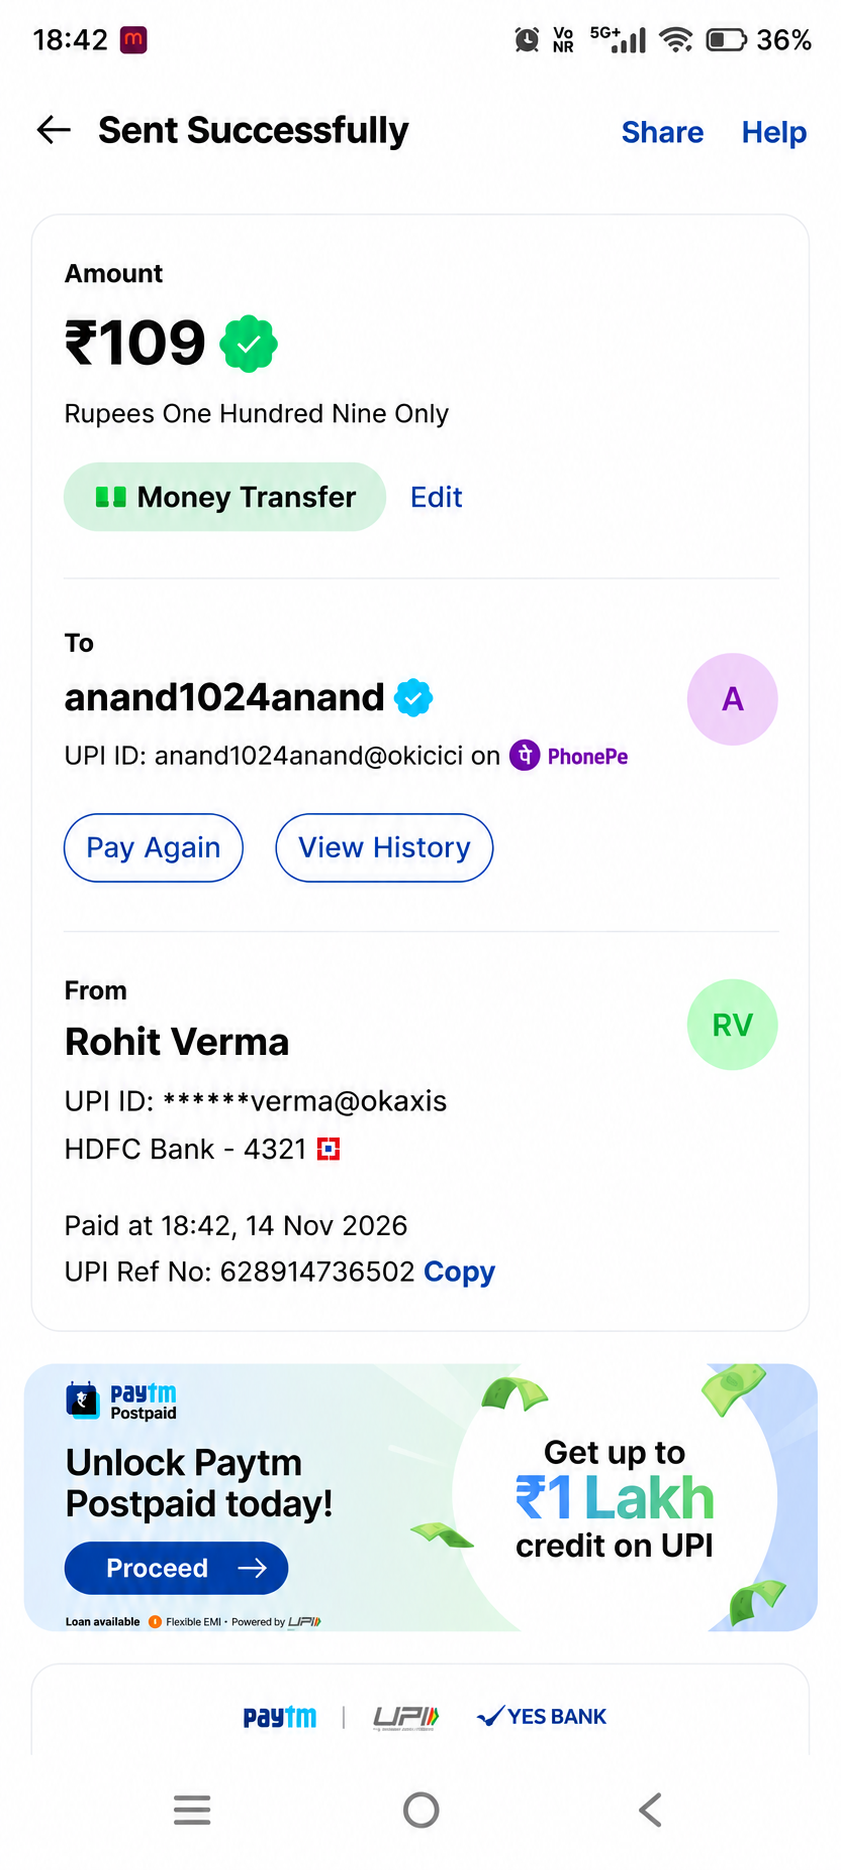 18:42 m Vo NR 5G+ 36%
Sent Successfully Share Help
Amount
₹109
Rupees One Hundred Nine Only
Money Transfer Edit
To
anand1024anand
A
UPI ID: anand1024anand@okicici on पे PhonePe
Pay Again View History
From
Rohit Verma
RV
UPI ID: ******verma@okaxis
HDFC Bank - 4321
Paid at 18:42, 14 Nov 2026
UPI Ref No: 628914736502 Copy
paytm
Postpaid
Unlock Paytm
Postpaid today!
Proceed
Loan available Flexible EMI • Powered by UPI
Get up to
₹1 Lakh
credit on UPI
paytm | UPI YES BANK